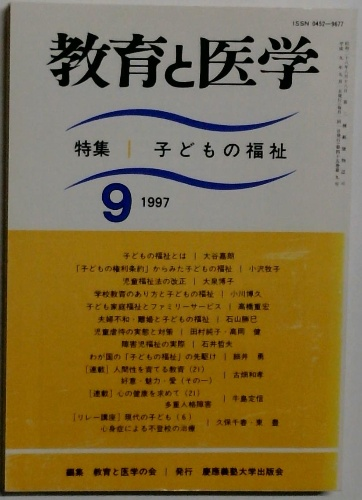 ISSN 0452—9677
教育と医学
特集 | 子どもの福祉
9 1997
子どもの福祉とは | 大谷嘉朗
「子どもの権利条約」からみた子どもの福祉 | 小沢牧子
児童福祉法の改正 | 大泉博子
学校教育のあり方と子どもの福祉 | 小川博久
子ども家庭福祉とファミリーサービス | 高橋重宏
夫婦不和・離婚と子どもの福祉 | 石山勝巳
児童虐待の実態と対策 | 田村純子・高岡 健
障害児福祉の実際 | 石井哲夫
わが国の「子どもの福祉」の先駆け | 細井 勇
[連載] 人間性を育てる教育(21)
好意・魅力・愛(その一) | 古畑和孝
[連載] 心の健康を求めて(21)
多重人格障害 | 牛島定信
[リレー講座] 現代の子ども(6)
心身症による不登校の治療 | 久保千春・東 豊
編集 教育と医学の会 | 発行 慶應義塾大学出版会